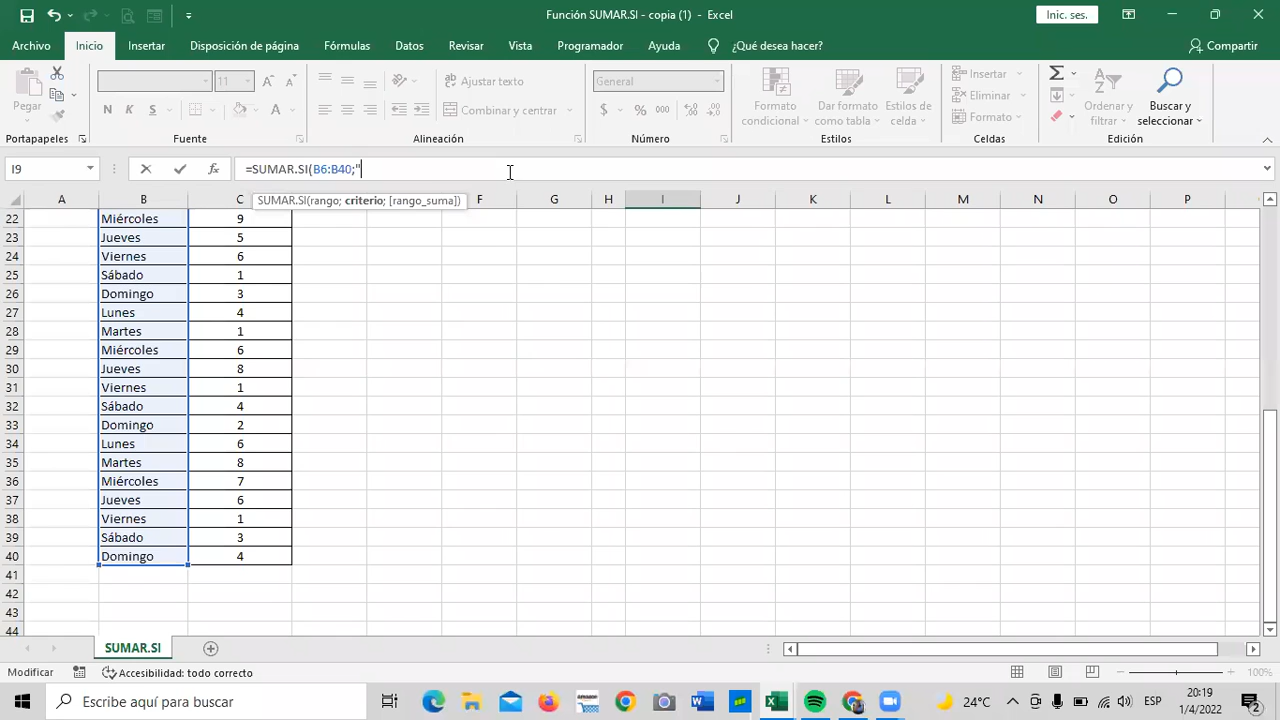 Función SUMAR.SI - copia (1) - Excel
Inic. ses.
Archivo Inicio Insertar Disposición de página Fórmulas Datos Revisar Vista Programador Ayuda ¿Qué desea hacer? Compartir
11 A A Ajustar texto General Insertar
Pegar N K S A Combinar y centrar $ % 000 Formato condicional Dar formato como tabla Estilos de celda Eliminar Formato Ordenar y filtrar Buscar y seleccionar
Portapapeles Fuente Alineación Número Estilos Celdas Edición
I9 fx =SUMAR.SI(B6:B40;"
SUMAR.SI(rango; criterio; [rango_suma])
A B C F G H I J K L M N O P
22 Miércoles 9
23 Jueves 5
24 Viernes 6
25 Sábado 1
26 Domingo 3
27 Lunes 4
28 Martes 1
29 Miércoles 6
30 Jueves 8
31 Viernes 1
32 Sábado 4
33 Domingo 2
34 Lunes 6
35 Martes 8
36 Miércoles 7
37 Jueves 6
38 Viernes 1
39 Sábado 3
40 Domingo 4
41
42
43
44
SUMAR.SI
Modificar Accesibilidad: todo correcto 100%
Escribe aquí para buscar 24°C ESP 20:19
1/4/2022 2